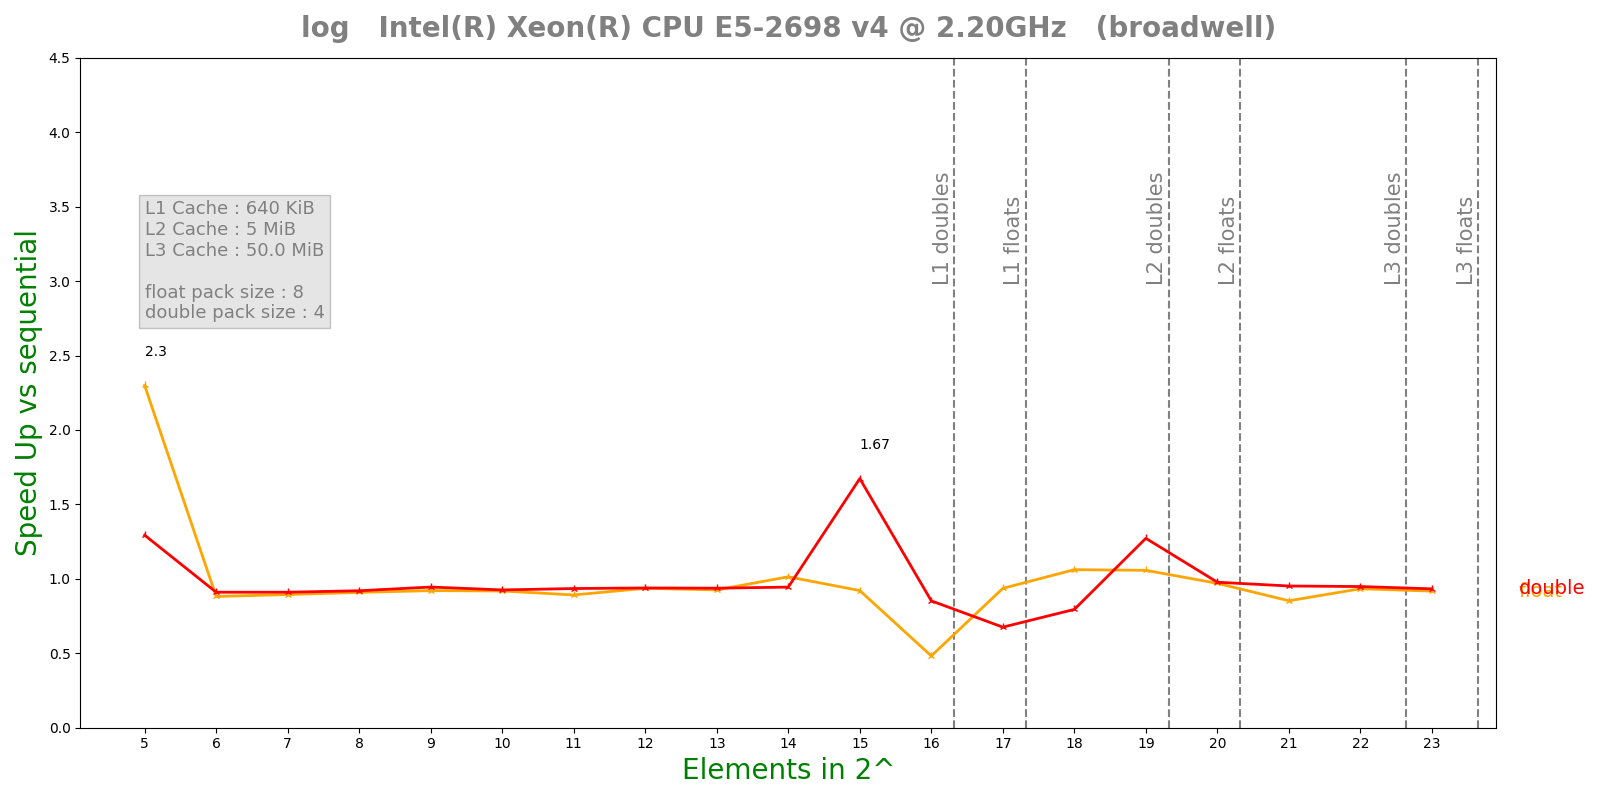 log   Intel(R) Xeon(R) CPU E5-2698 v4 @ 2.20GHz   (broadwell)
Speed Up vs sequential
4.5
4.0
3.5
3.0
2.5
2.0
1.5
1.0
0.5
0.0
L1 Cache : 640 KiB
L2 Cache : 5 MiB
L3 Cache : 50.0 MiB
float pack size : 8
double pack size : 4
2.3
1.67
L1 doubles
L1 floats
L2 doubles
L2 floats
L3 doubles
L3 floats
float
double
5 6 7 8 9 10 11 12 13 14 15 16 17 18 19 20 21 22 23
Elements in 2^